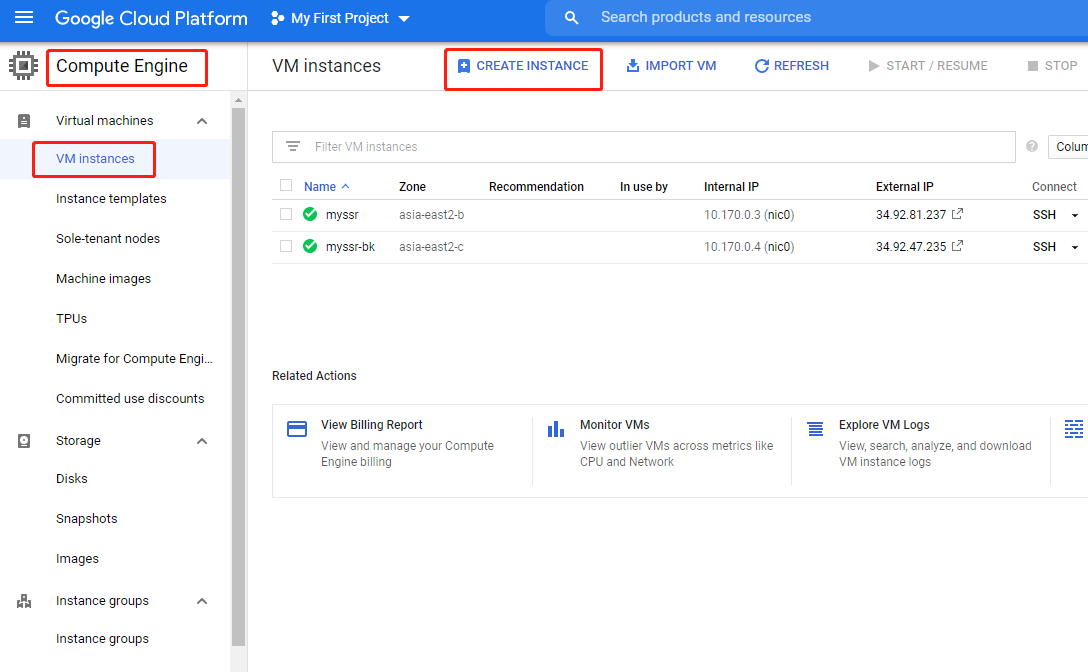 Google Cloud Platform
My First Project
Search products and resources
Compute Engine
VM instances
CREATE INSTANCE
IMPORT VM
REFRESH
START / RESUME
STOP
Virtual machines
VM instances
Instance templates
Sole-tenant nodes
Machine images
TPUs
Migrate for Compute Engi...
Committed use discounts
Storage
Disks
Snapshots
Images
Instance groups
Instance groups
Filter VM instances
Colum
Name Zone Recommendation In use by Internal IP External IP Connect
myssr asia-east2-b 10.170.0.3 (nic0) 34.92.81.237 SSH
myssr-bk asia-east2-c 10.170.0.4 (nic0) 34.92.47.235 SSH
Related Actions
View Billing Report
View and manage your Compute
Engine billing
Monitor VMs
View outlier VMs across metrics like
CPU and Network
Explore VM Logs
View, search, analyze, and download
VM instance logs